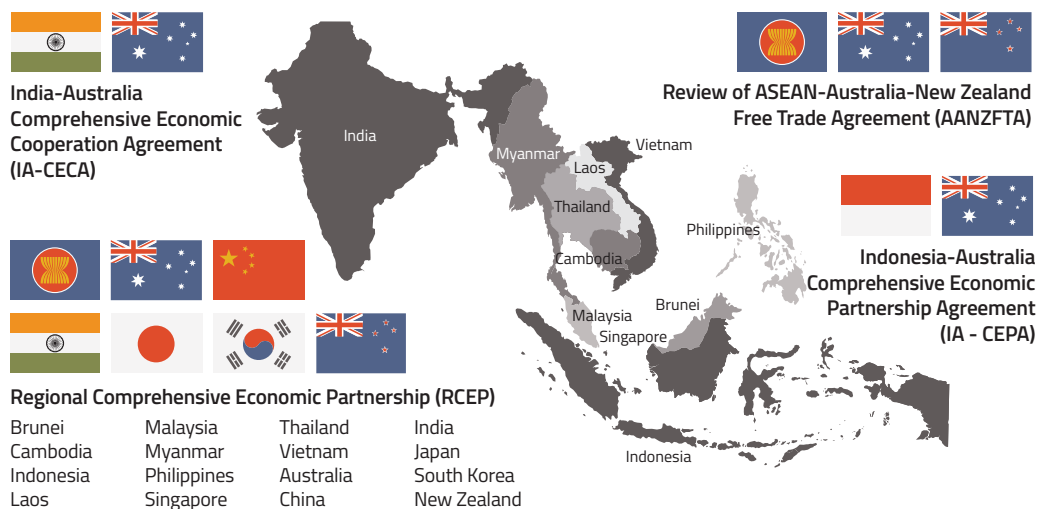 India-Australia
Comprehensive Economic
Cooperation Agreement
(IA-CECA)
Review of ASEAN-Australia-New Zealand
Free Trade Agreement (AANZFTA)
India
Myanmar
Laos
Vietnam
Thailand
Cambodia
Philippines
Malaysia
Singapore
Brunei
Indonesia
Indonesia-Australia
Comprehensive Economic
Partnership Agreement
(IA - CEPA)
Regional Comprehensive Economic Partnership (RCEP)
Brunei Malaysia Thailand India
Cambodia Myanmar Vietnam Japan
Indonesia Philippines Australia South Korea
Laos Singapore China New Zealand